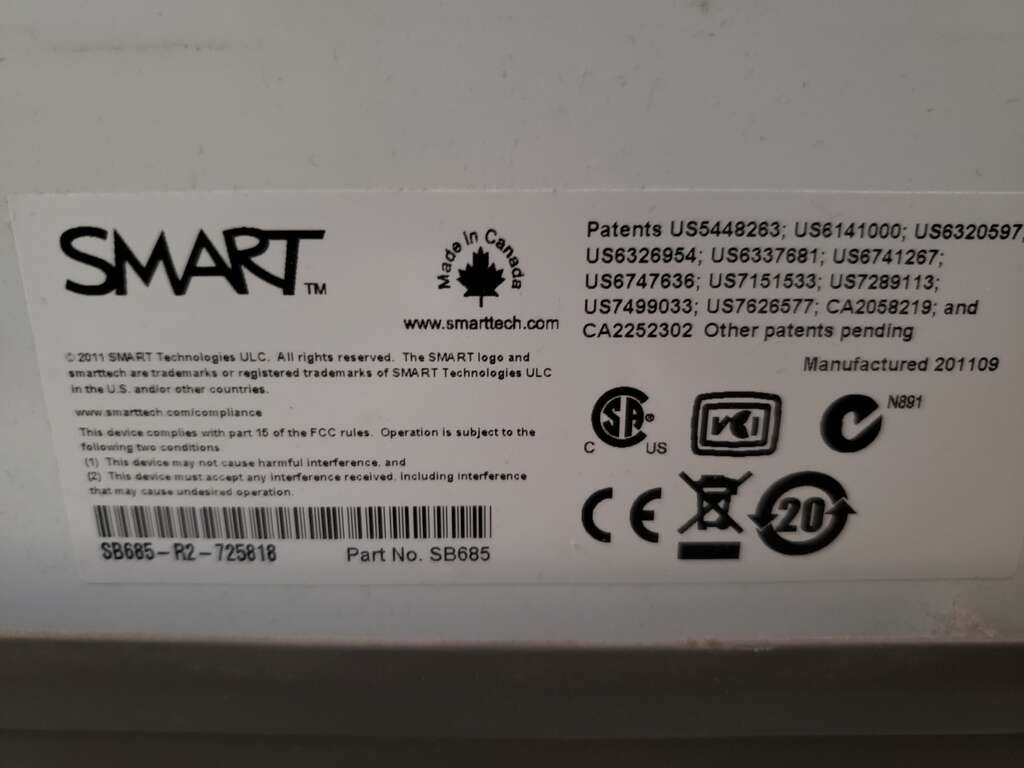 SMART™
Made in Canada
www.smarttech.com
Patents US5448263; US6141000; US6320597;
US6326954; US6337681; US6741267;
US6747636; US7151533; US7289113;
US7499033; US7626577; CA2058219; and
CA2252302 Other patents pending
Manufactured 201109
© 2011 SMART Technologies ULC. All rights reserved. The SMART logo and
smarttech are trademarks or registered trademarks of SMART Technologies ULC
in the U.S. and/or other countries.
www.smarttech.com/compliance
This device complies with part 15 of the FCC rules. Operation is subject to the
following two conditions
(1) This device may not cause harmful interference, and
(2) This device must accept any interference received, including interference
that may cause undesired operation.
SB685-R2-725818
Part No. SB685
C SA® US
VCI
N891
CE
20